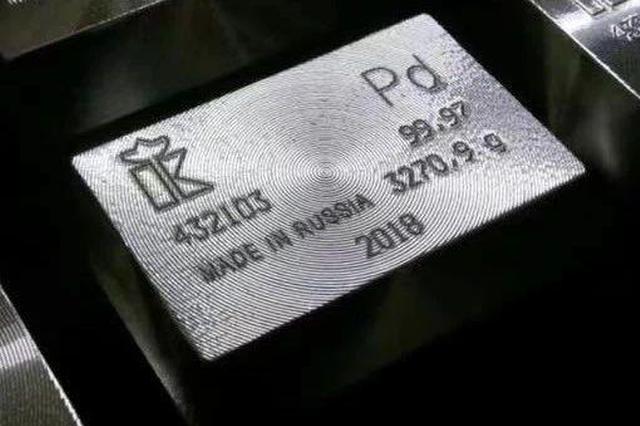 Pd
99.97
432103
3270,9 g
MADE IN RUSSIA
2018